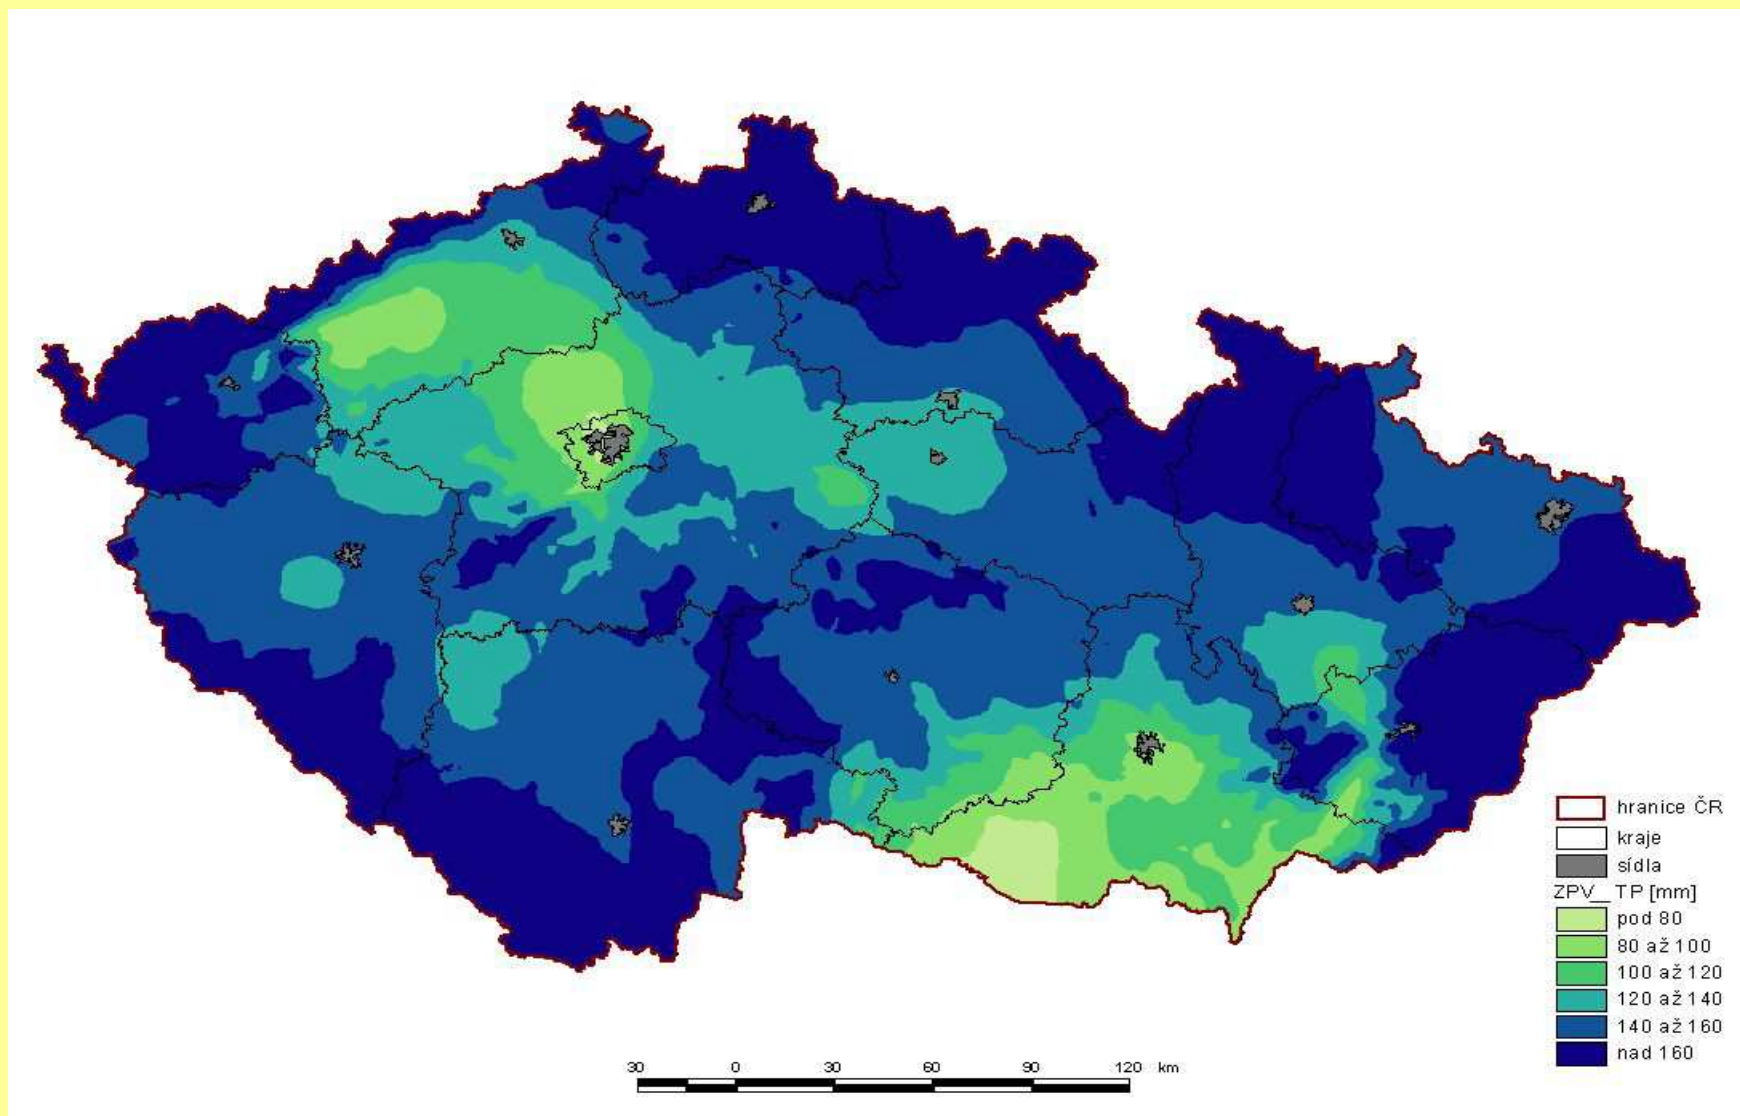 hranice ČR
kraje
sídla
ZPV__TP [mm]
pod 80
80 až 100
100 až 120
120 až 140
140 až 160
nad 160
30 0 30 60 90 120 km